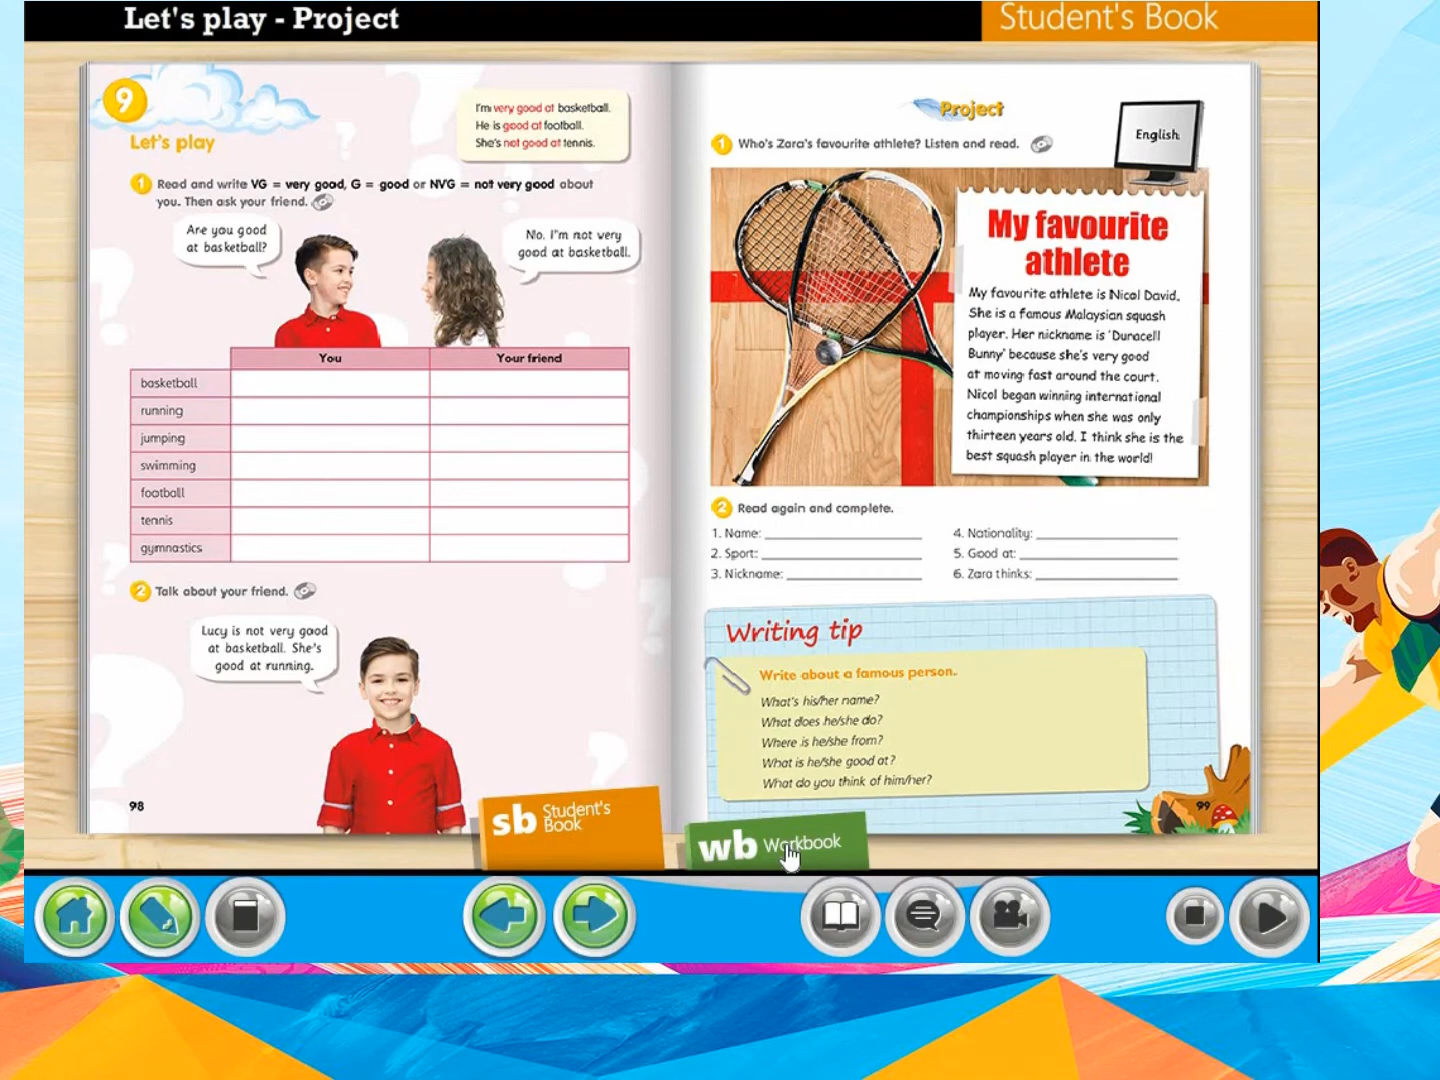 Let's play - Project
Student's Book
9
Let's play
I'm very good at basketball.
He is good at football.
She's not good at tennis.
1 Read and write VG = very good, G = good or NVG = not very good about
you. Then ask your friend.
Are you good
at basketball?
No. I"m not very
good at basketball.
You Your friend
basketball
running
jumping
swimming
football
tennis
gymnastics
2 Talk about your friend.
Lucy is not very good
at basketball. She's
good at running.
98
Project
English
1 Who's Zara's favourite athlete? Listen and read.
My favourite
athlete
My favourite athlete is Nicol David.
She is a famous Malaysian squash
player. Her nickname is 'Duracell
Bunny' because she's very good
at moving fast around the court.
Nicol began winning international
championships when she was only
thirteen years old. I think she is the
best squash player in the world!
2 Read again and complete.
1. Name:
2. Sport:
3. Nickname:
4. Nationality:
5. Good at:
6. Zara thinks:
Writing tip
Write about a famous person.
What's his/her name?
What does he/she do?
Where is he/she from?
What is he/she good at?
What do you think of him/her?
99
sb Student's
Book
wb Workbook